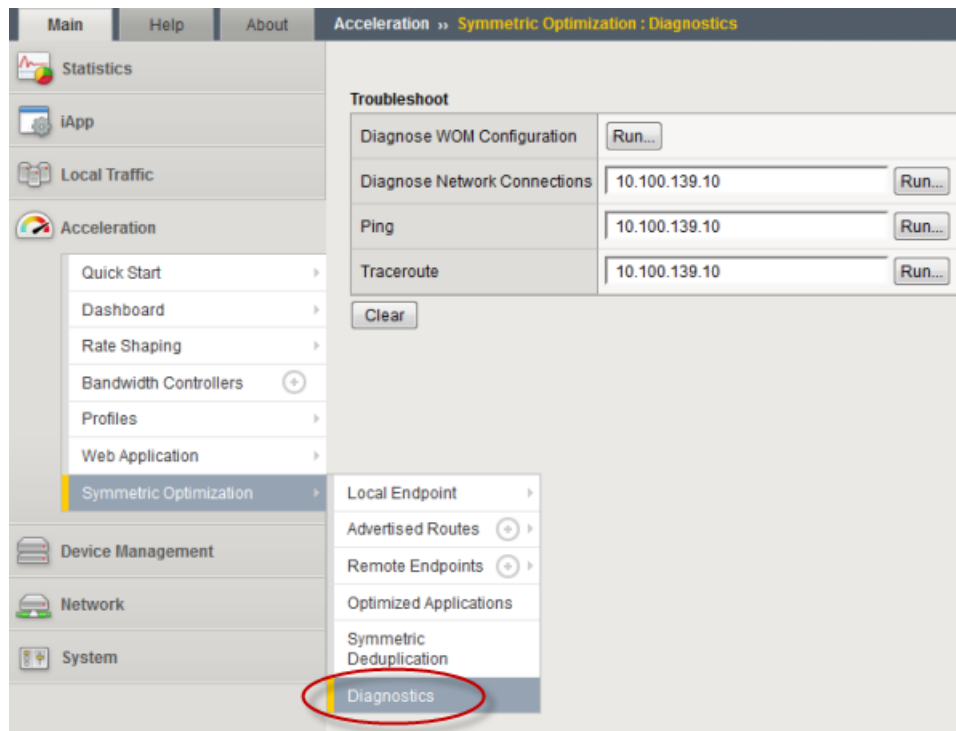 Main
Help
About
Acceleration ›› Symmetric Optimization : Diagnostics
Statistics
iApp
Local Traffic
Acceleration
Quick Start
Dashboard
Rate Shaping
Bandwidth Controllers
Profiles
Web Application
Symmetric Optimization
Device Management
Network
System
Troubleshoot
Diagnose WOM Configuration Run...
Diagnose Network Connections 10.100.139.10 Run...
Ping 10.100.139.10 Run...
Traceroute 10.100.139.10 Run...
Clear
Local Endpoint
Advertised Routes
Remote Endpoints
Optimized Applications
Symmetric
Deduplication
Diagnostics